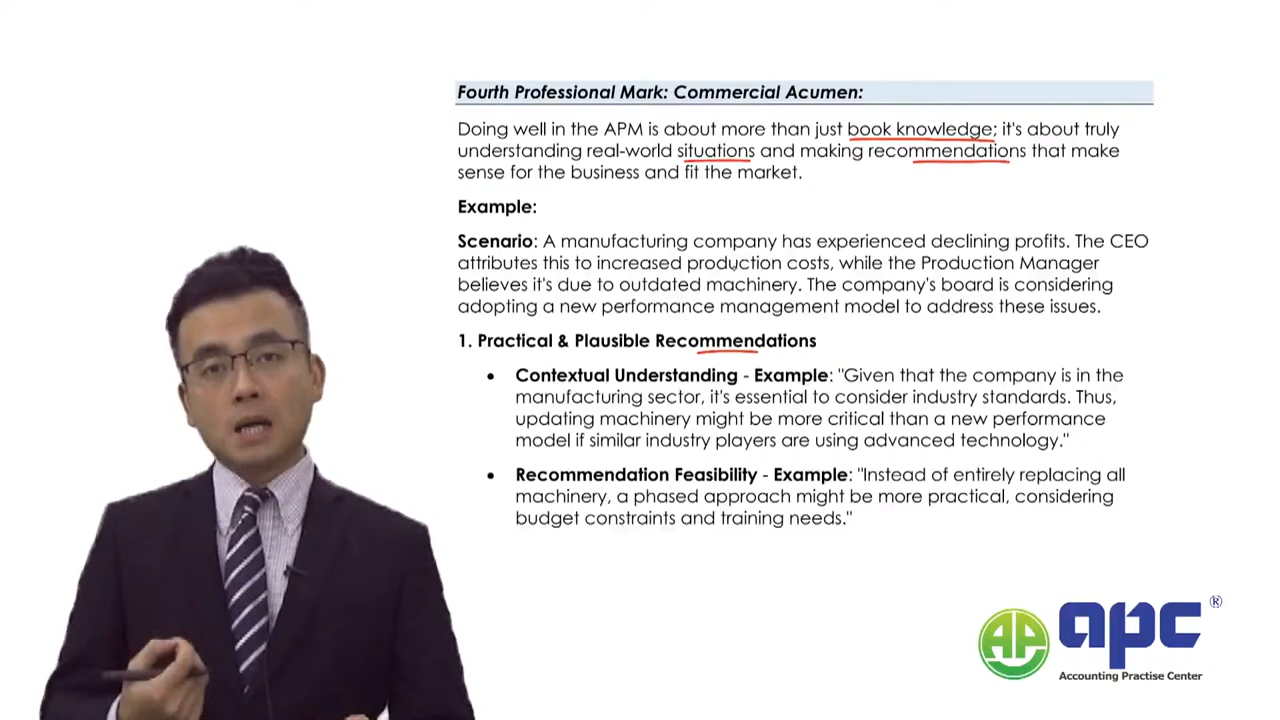 Fourth Professional Mark: Commercial Acumen:
Doing well in the APM is about more than just book knowledge; it's about truly
understanding real-world situations and making recommendations that make
sense for the business and fit the market.
Example:
Scenario: A manufacturing company has experienced declining profits. The CEO
attributes this to increased production costs, while the Production Manager
believes it's due to outdated machinery. The company's board is considering
adopting a new performance management model to address these issues.
1. Practical & Plausible Recommendations
• Contextual Understanding - Example: "Given that the company is in the
manufacturing sector, it's essential to consider industry standards. Thus,
updating machinery might be more critical than a new performance
model if similar industry players are using advanced technology."
• Recommendation Feasibility - Example: "Instead of entirely replacing all
machinery, a phased approach might be more practical, considering
budget constraints and training needs."
AP apc ®
Accounting Practise Center